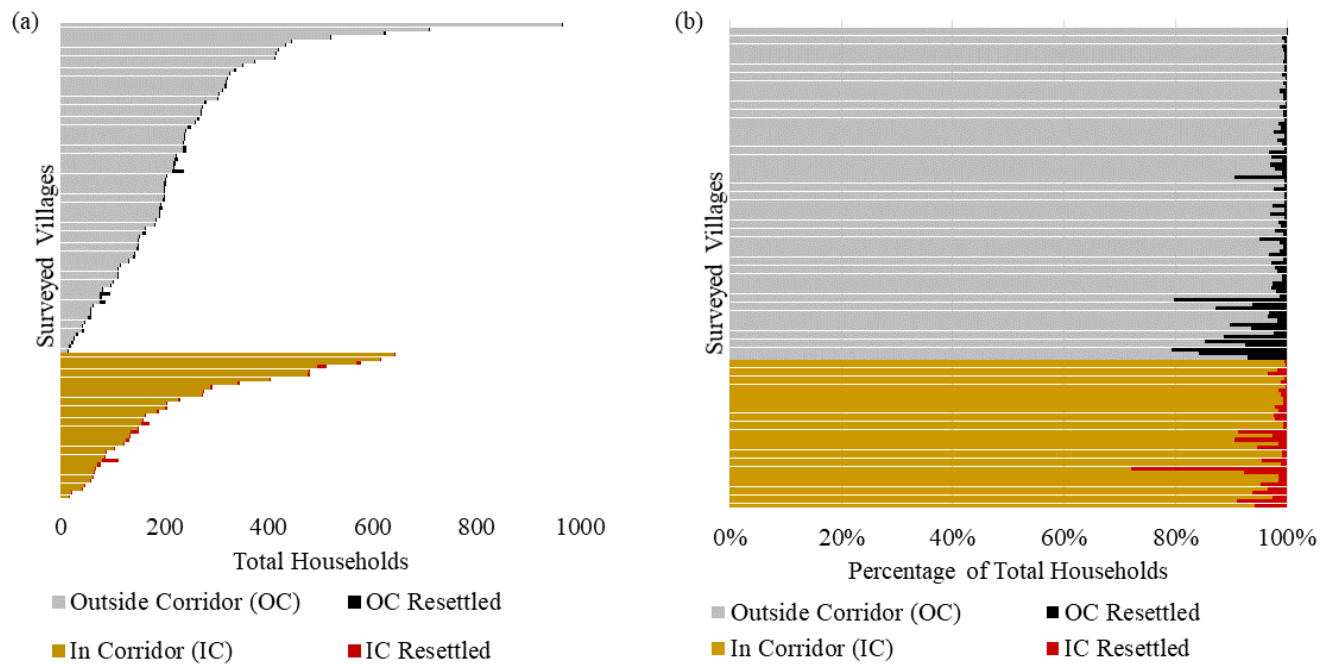 (a)
Surveyed Villages
0 200 400 600 800 1000
Total Households
Outside Corridor (OC) OC Resettled
In Corridor (IC) IC Resettled
(b)
Surveyed Villages
0% 20% 40% 60% 80% 100%
Percentage of Total Households
Outside Corridor (OC) OC Resettled
In Corridor (IC) IC Resettled